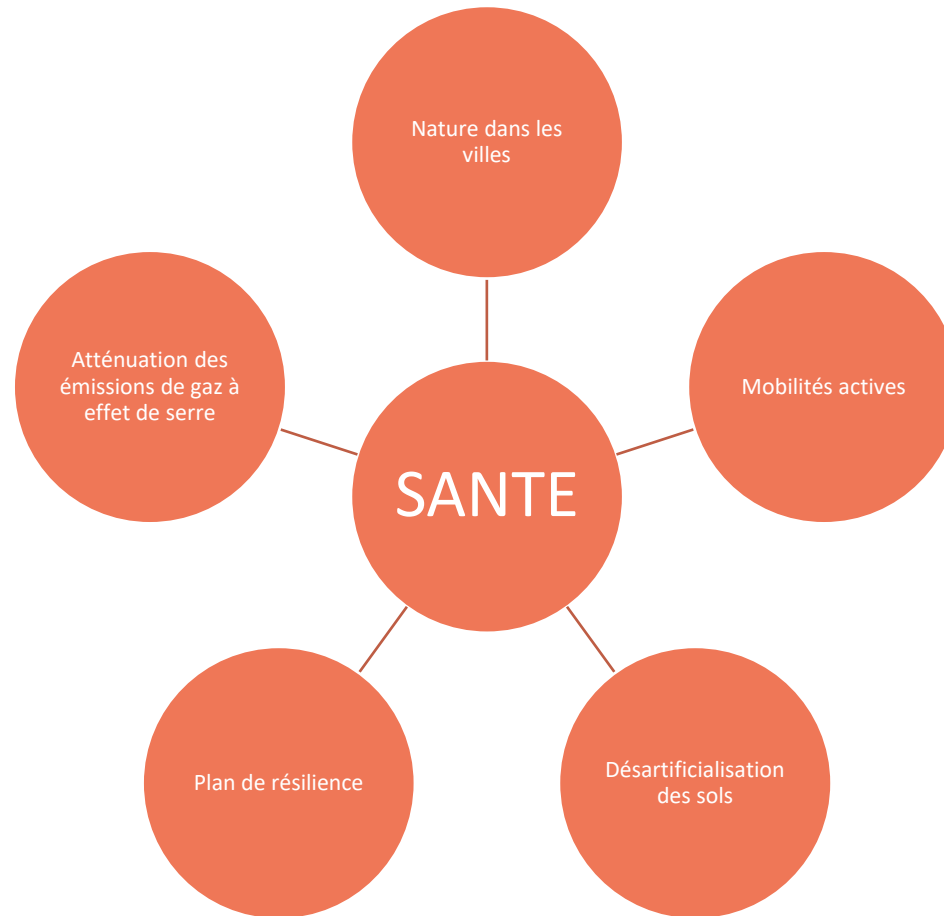 Nature dans les
villes
Atténuation des
émissions de gaz à
effet de serre
Mobilités actives
SANTE
Plan de résilience
Désartificialisation
des sols